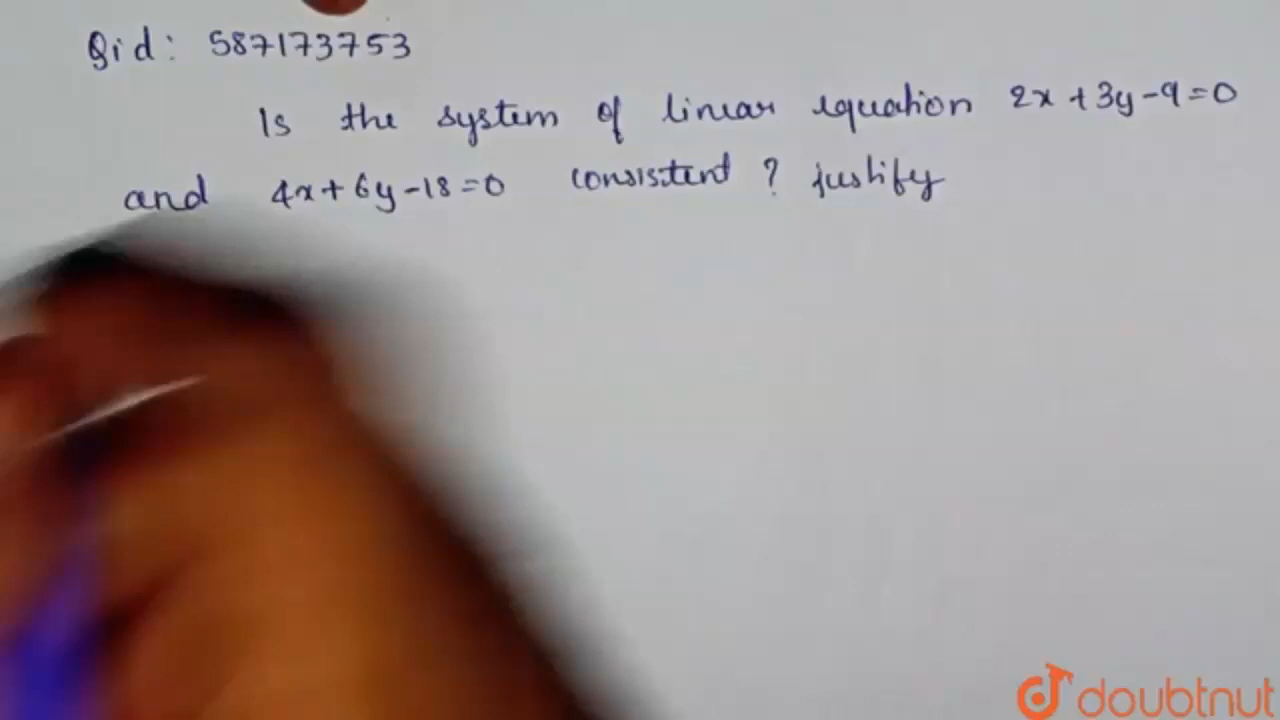 Qid: 587173753
Is the system of linear equation 2x+3y-9=0
and 4x+6y-18=0 consistent ? justify
doubtnut